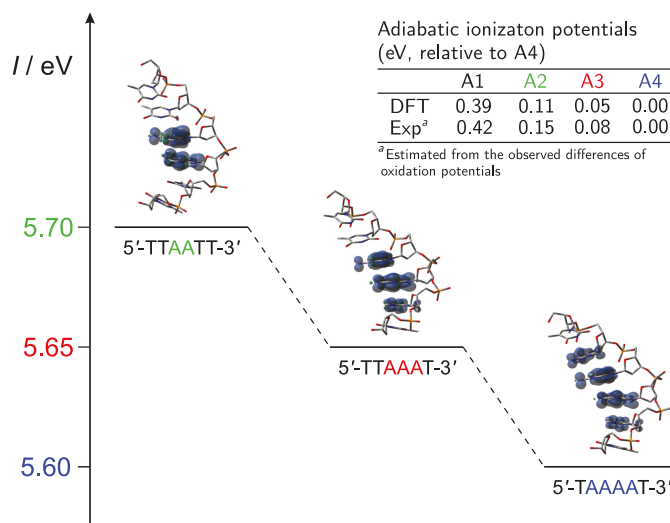 Adiabatic ionizaton potentials
(eV, relative to A4)
A1 A2 A3 A4
DFT 0.39 0.11 0.05 0.00
Expᵃ 0.42 0.15 0.08 0.00
ᵃEstimated from the observed differences of
oxidation potentials
I / eV
5.70
5′-TTAATT-3′
5.65
5′-TTAAAT-3′
5.60
5′-TAAAAT-3′